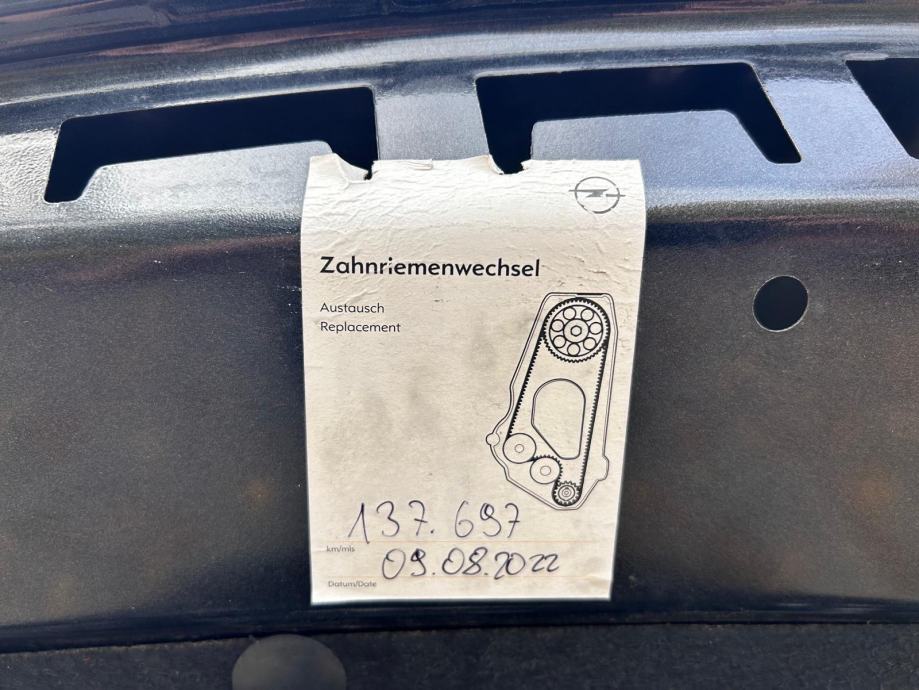 Zahnriemenwechsel
Austausch
Replacement
137.697
km/mls
09.08.2022
Datum/Date